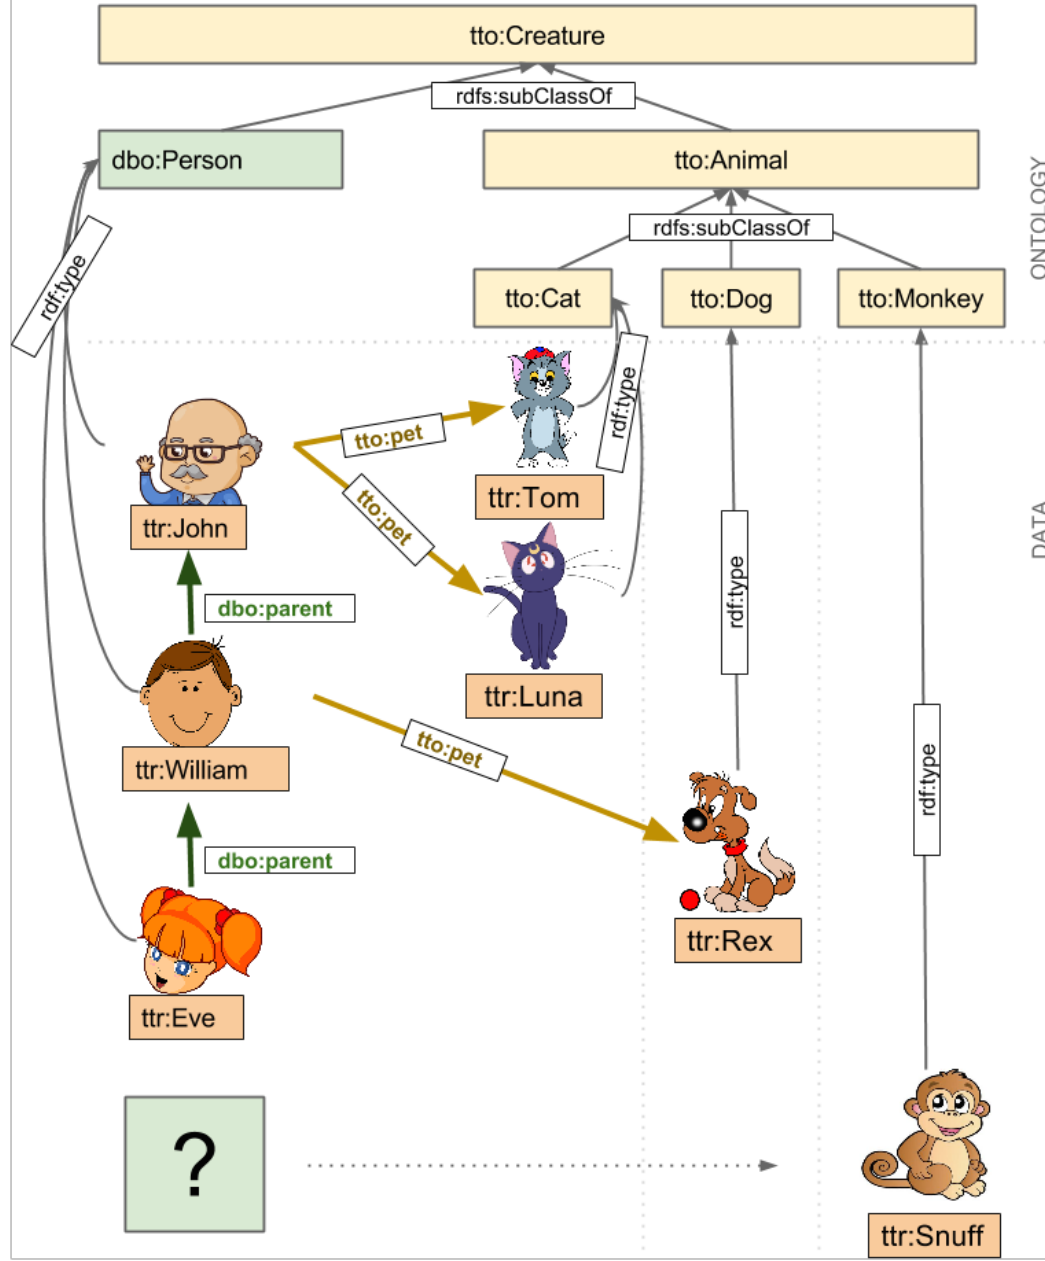 tto:Creature
rdfs:subClassOf
dbo:Person
tto:Animal
ONTOLOGY
rdf:type
rdfs:subClassOf
tto:Cat
tto:Dog
tto:Monkey
rdf:type
tto:pet
ttr:Tom
tto:pet
ttr:John
DATA
rdf:type
dbo:parent
ttr:Luna
tto:pet
ttr:William
rdf:type
dbo:parent
ttr:Rex
ttr:Eve
?
ttr:Snuff